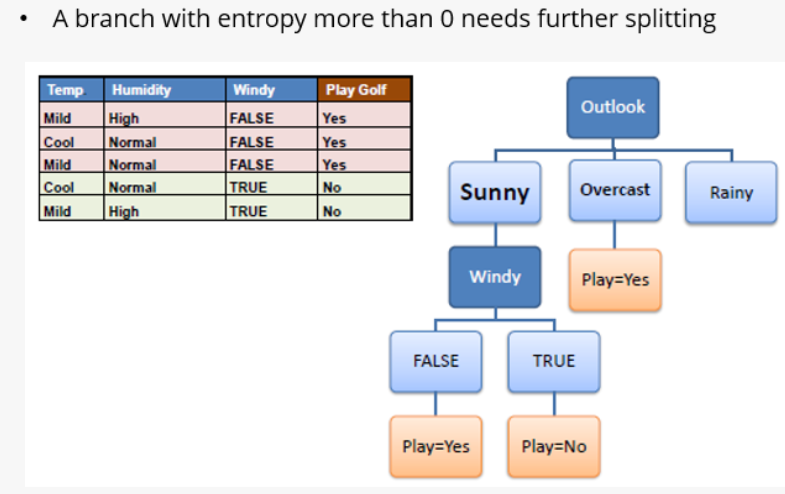 • A branch with entropy more than 0 needs further splitting
Temp. Humidity Windy Play Golf
Mild High FALSE Yes
Cool Normal FALSE Yes
Mild Normal FALSE Yes
Cool Normal TRUE No
Mild High TRUE No
Outlook
Sunny Overcast Rainy
Windy Play=Yes
FALSE TRUE
Play=Yes Play=No